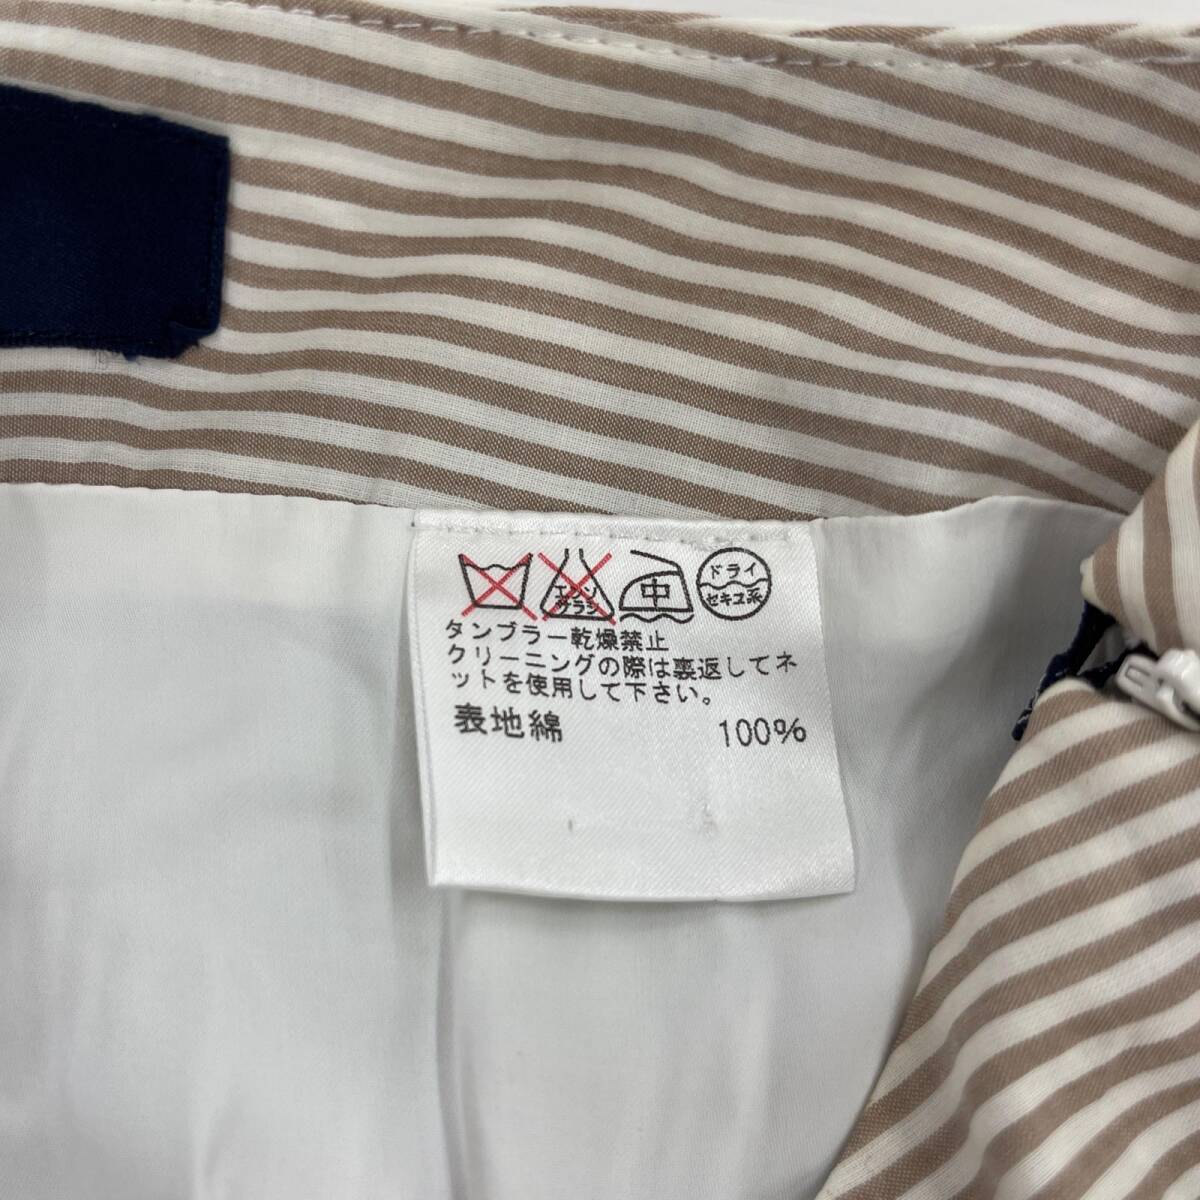 エンソ
サラシ
中
ドライ
セキユ系
タンブラー乾燥禁止
クリーニングの際は裏返してネ
ットを使用して下さい。
表地綿 100%